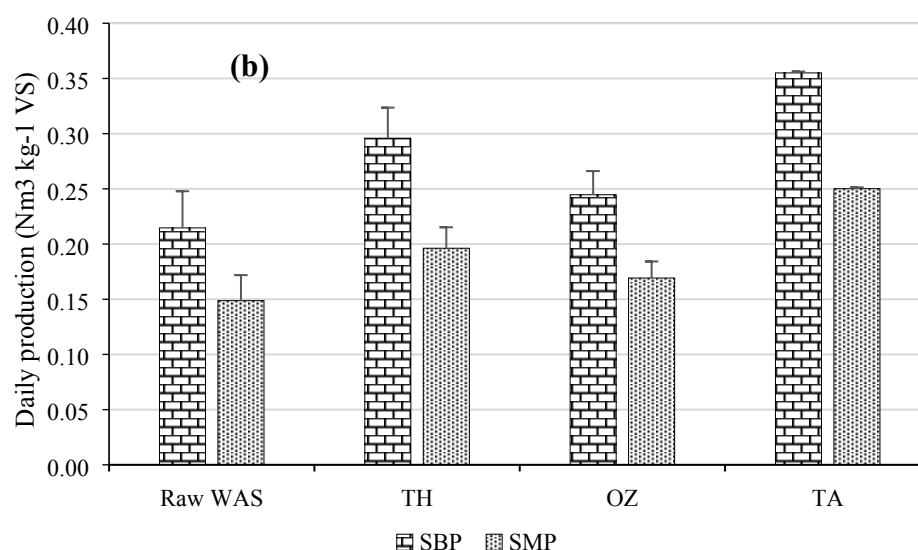 0.40
(b)
0.35
0.30
0.25
0.20
0.15
0.10
0.05
0.00
Daily production (Nm3 kg-1 VS)
Raw WAS TH OZ TA
SBP SMP